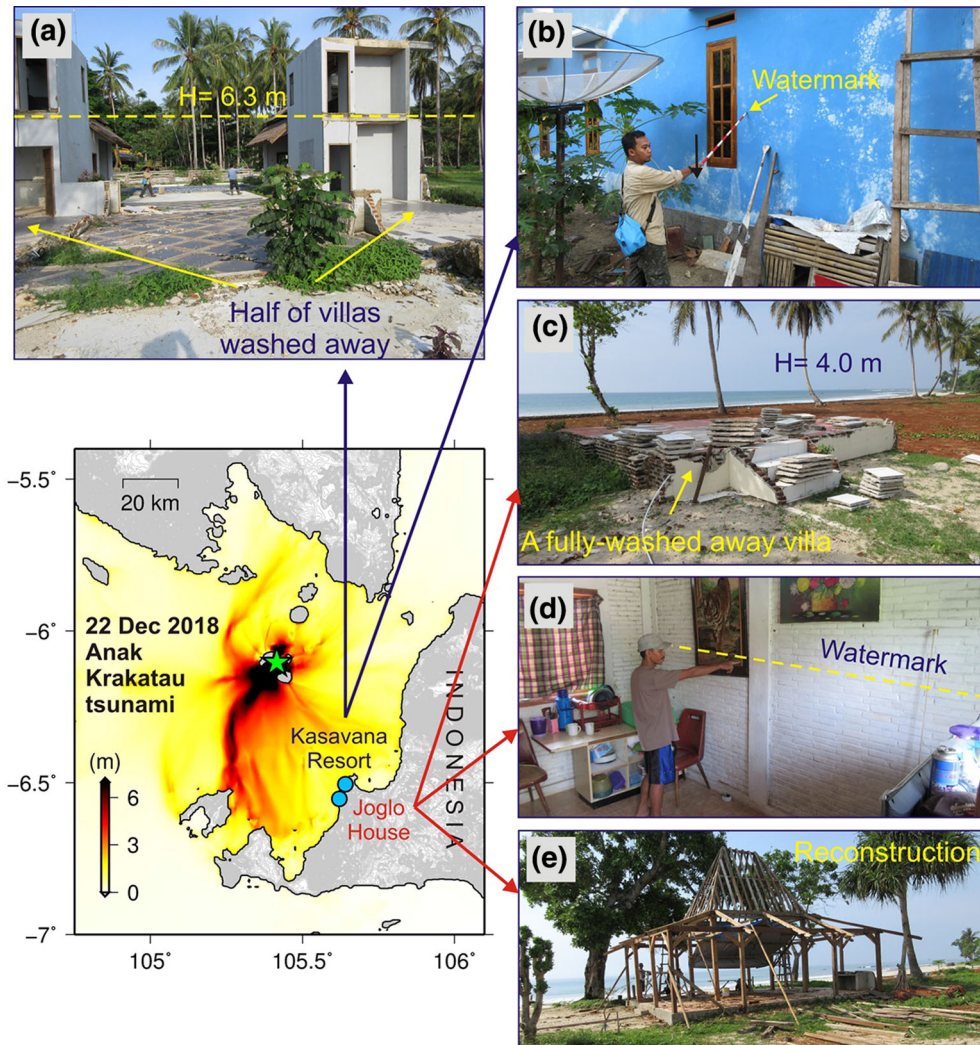 (a)
H= 6.3 m
Half of villas
washed away
(b)
Watermark
(c)
H= 4.0 m
A fully-washed away villa
(d)
Watermark
(e)
Reconstruction
−5.5˚
−6˚
−6.5˚
−7˚
105˚
105.5˚
106˚
20 km
22 Dec 2018
Anak
Krakatau
tsunami
(m)
6
3
0
Kasavana
Resort
Joglo
House
INDONESIA